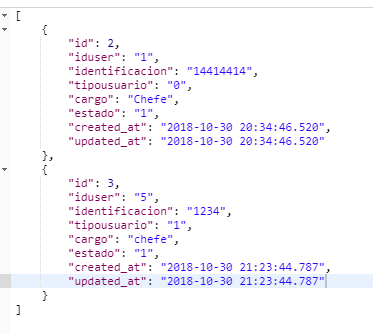 [
{
"id": 2,
"iduser": "1",
"identificacion": "14414414",
"tipousuario": "0",
"cargo": "Chefe",
"estado": "1",
"created_at": "2018-10-30 20:34:46.520",
"updated_at": "2018-10-30 20:34:46.520"
},
{
"id": 3,
"iduser": "5",
"identificacion": "1234",
"tipousuario": "1",
"cargo": "chefe",
"estado": "1",
"created_at": "2018-10-30 21:23:44.787",
"updated_at": "2018-10-30 21:23:44.787"
}
]